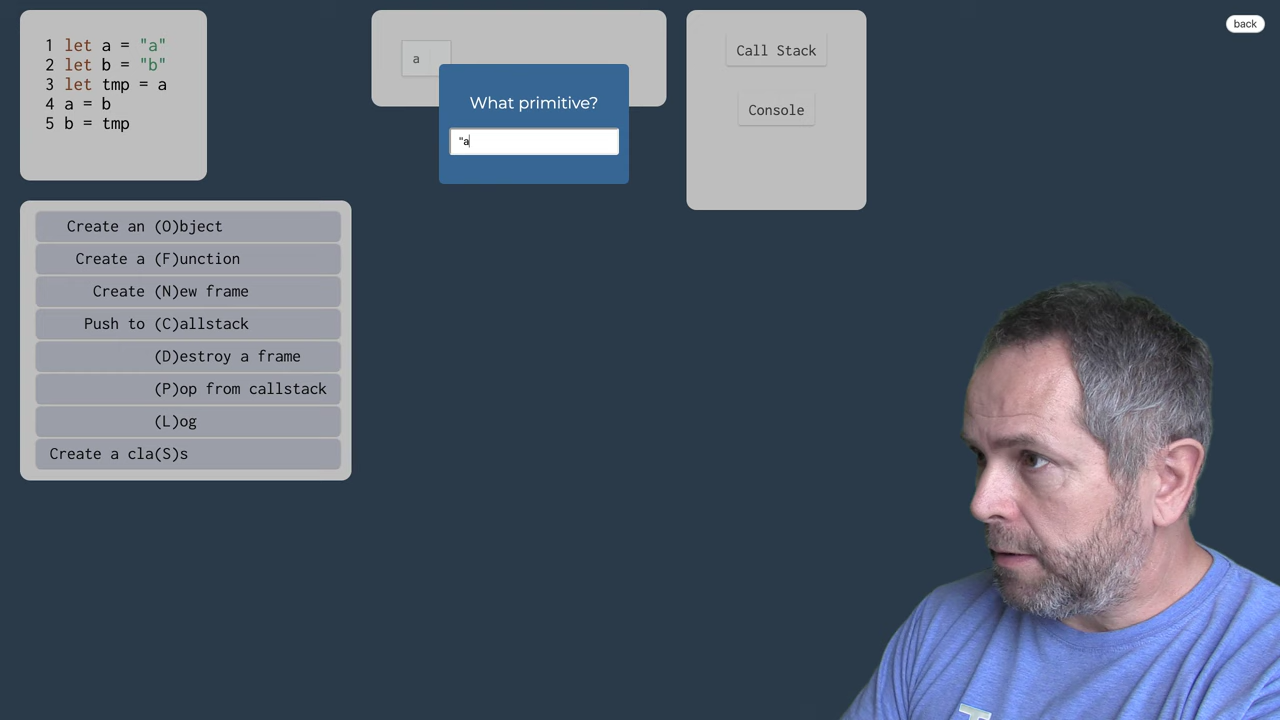 back
1 let a = "a"
2 let b = "b"
3 let tmp = a
4 a = b
5 b = tmp
a
What primitive?
"a
Call Stack
Console
Create an (O)bject
Create a (F)unction
Create (N)ew frame
Push to (C)allstack
(D)estroy a frame
(P)op from callstack
(L)og
Create a cla(S)s